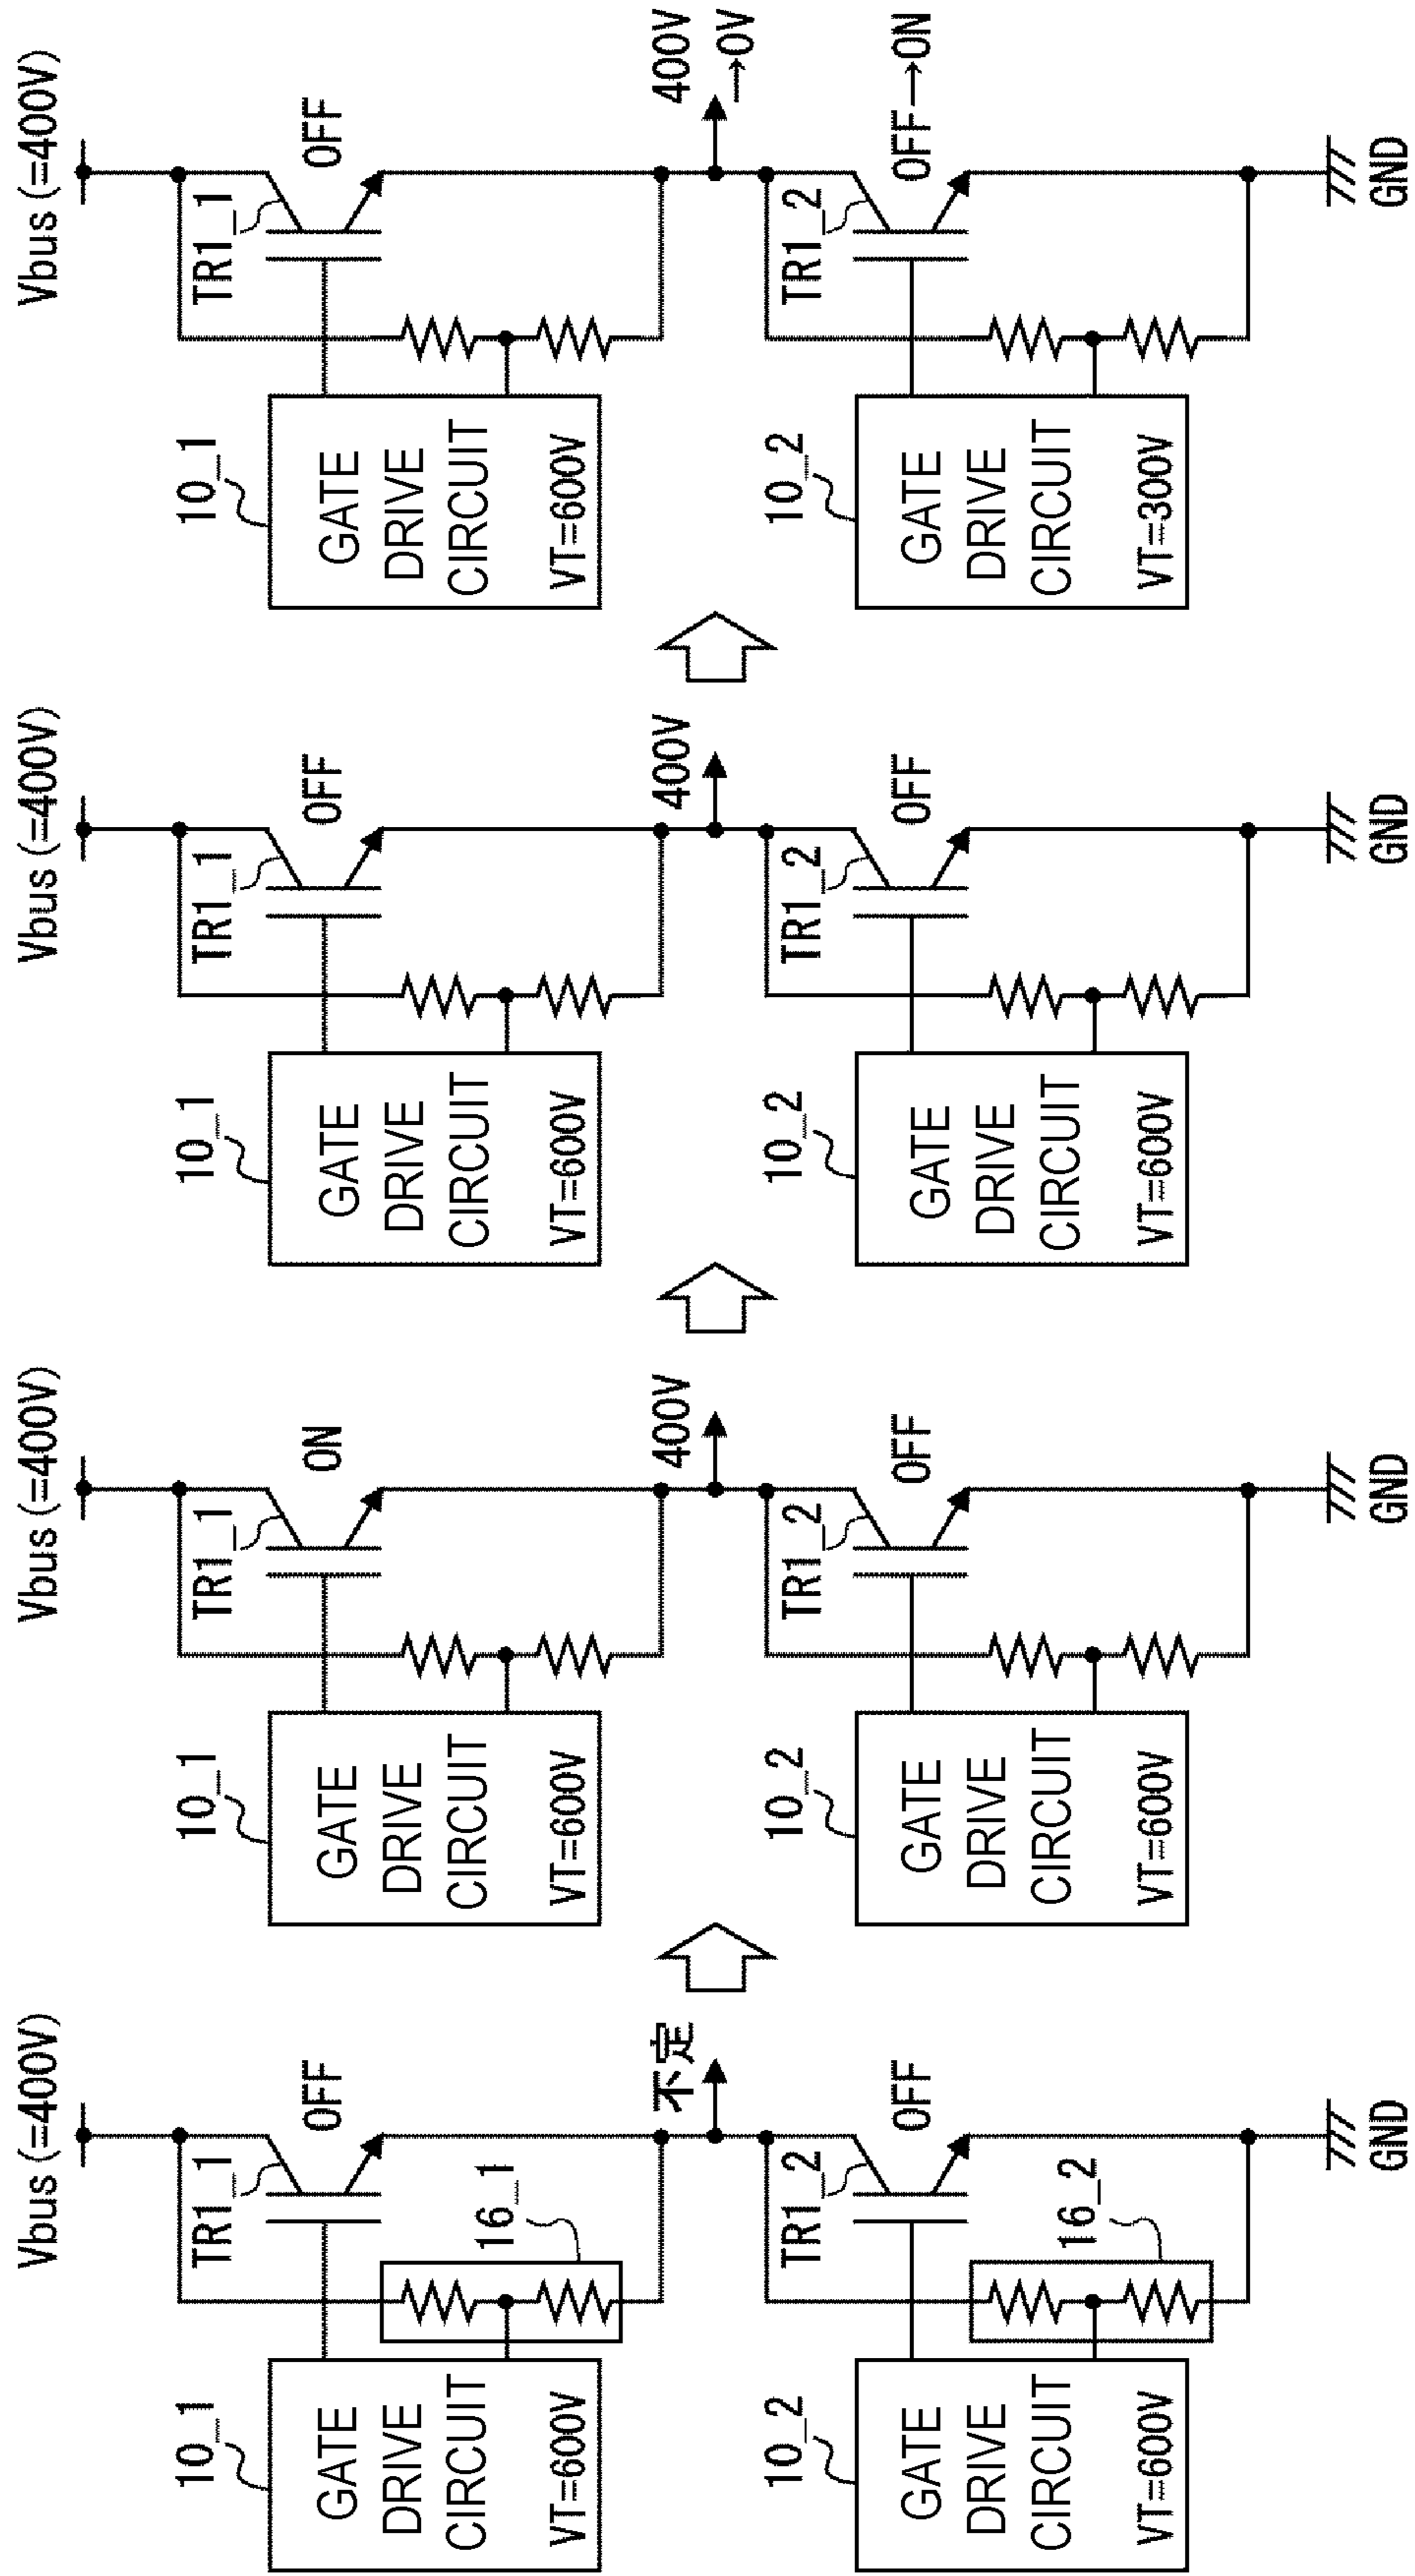 Vbus (=400V)
TR1_1
OFF
10_1
GATE
DRIVE
CIRCUIT
VT=600V
16_1
不定
TR1_2
OFF
10_2
GATE
DRIVE
CIRCUIT
VT=600V
16_2
GND
Vbus (=400V)
TR1_1
ON
10_1
GATE
DRIVE
CIRCUIT
VT=600V
400V
TR1_2
OFF
10_2
GATE
DRIVE
CIRCUIT
VT=600V
GND
Vbus (=400V)
TR1_1
OFF
10_1
GATE
DRIVE
CIRCUIT
VT=600V
400V
TR1_2
OFF
10_2
GATE
DRIVE
CIRCUIT
VT=600V
GND
Vbus (=400V)
TR1_1
OFF
10_1
GATE
DRIVE
CIRCUIT
VT=600V
400V
→0V
TR1_2
OFF→ON
10_2
GATE
DRIVE
CIRCUIT
VT=300V
GND